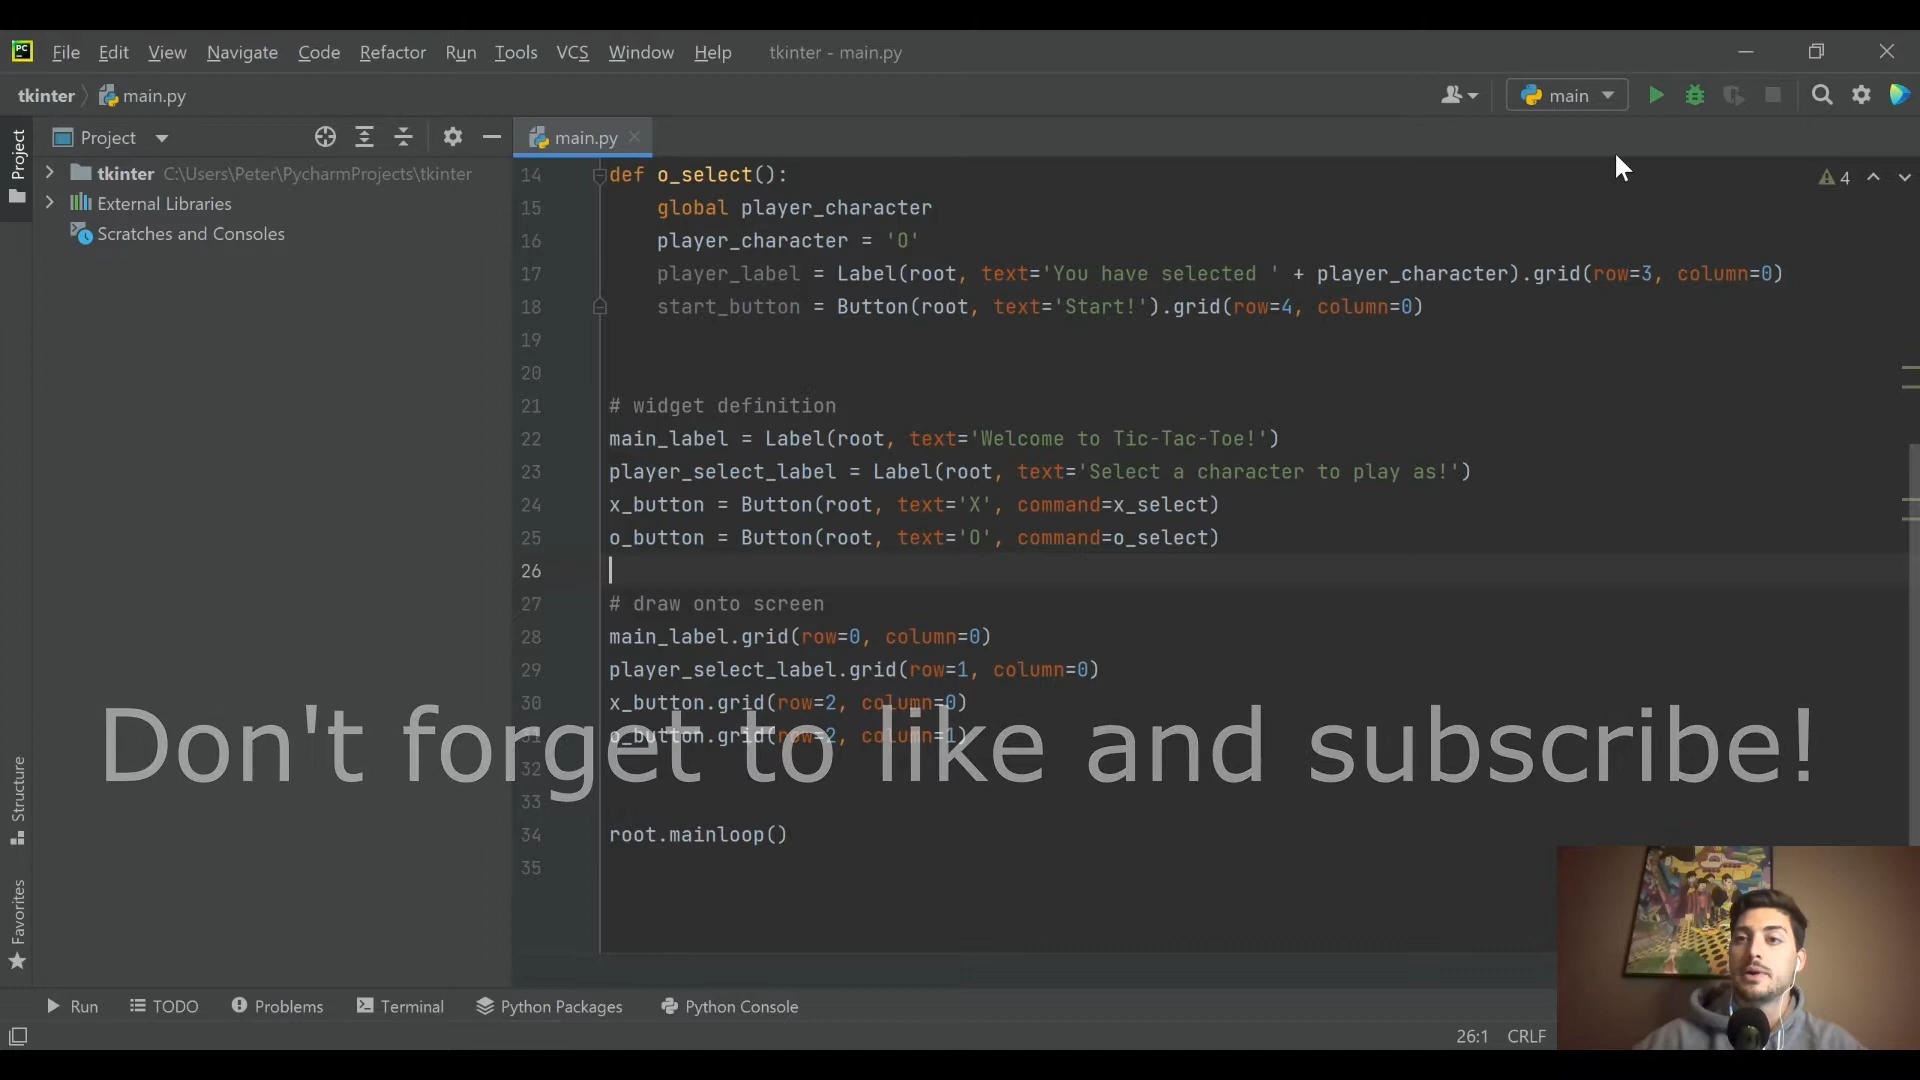 PC File Edit View Navigate Code Refactor Run Tools VCS Window Help tkinter - main.py
tkinter main.py main
Project main.py
Project
tkinter C:\Users\Peter\PycharmProjects\tkinter
External Libraries
Scratches and Consoles
4
14 def o_select():
15 global player_character
16 player_character = 'O'
17 player_label = Label(root, text='You have selected ' + player_character).grid(row=3, column=0)
18 start_button = Button(root, text='Start!').grid(row=4, column=0)
19
20
21 # widget definition
22 main_label = Label(root, text='Welcome to Tic-Tac-Toe!')
23 player_select_label = Label(root, text='Select a character to play as!')
24 x_button = Button(root, text='X', command=x_select)
25 o_button = Button(root, text='O', command=o_select)
26
27 # draw onto screen
28 main_label.grid(row=0, column=0)
29 player_select_label.grid(row=1, column=0)
30 x_button.grid(row=2, column=0)
31 o_button.grid(row=2, column=1)
Don't forget to like and subscribe!
32
33
34 root.mainloop()
35
Structure
Favorites
Run TODO Problems Terminal Python Packages Python Console
26:1 CRLF